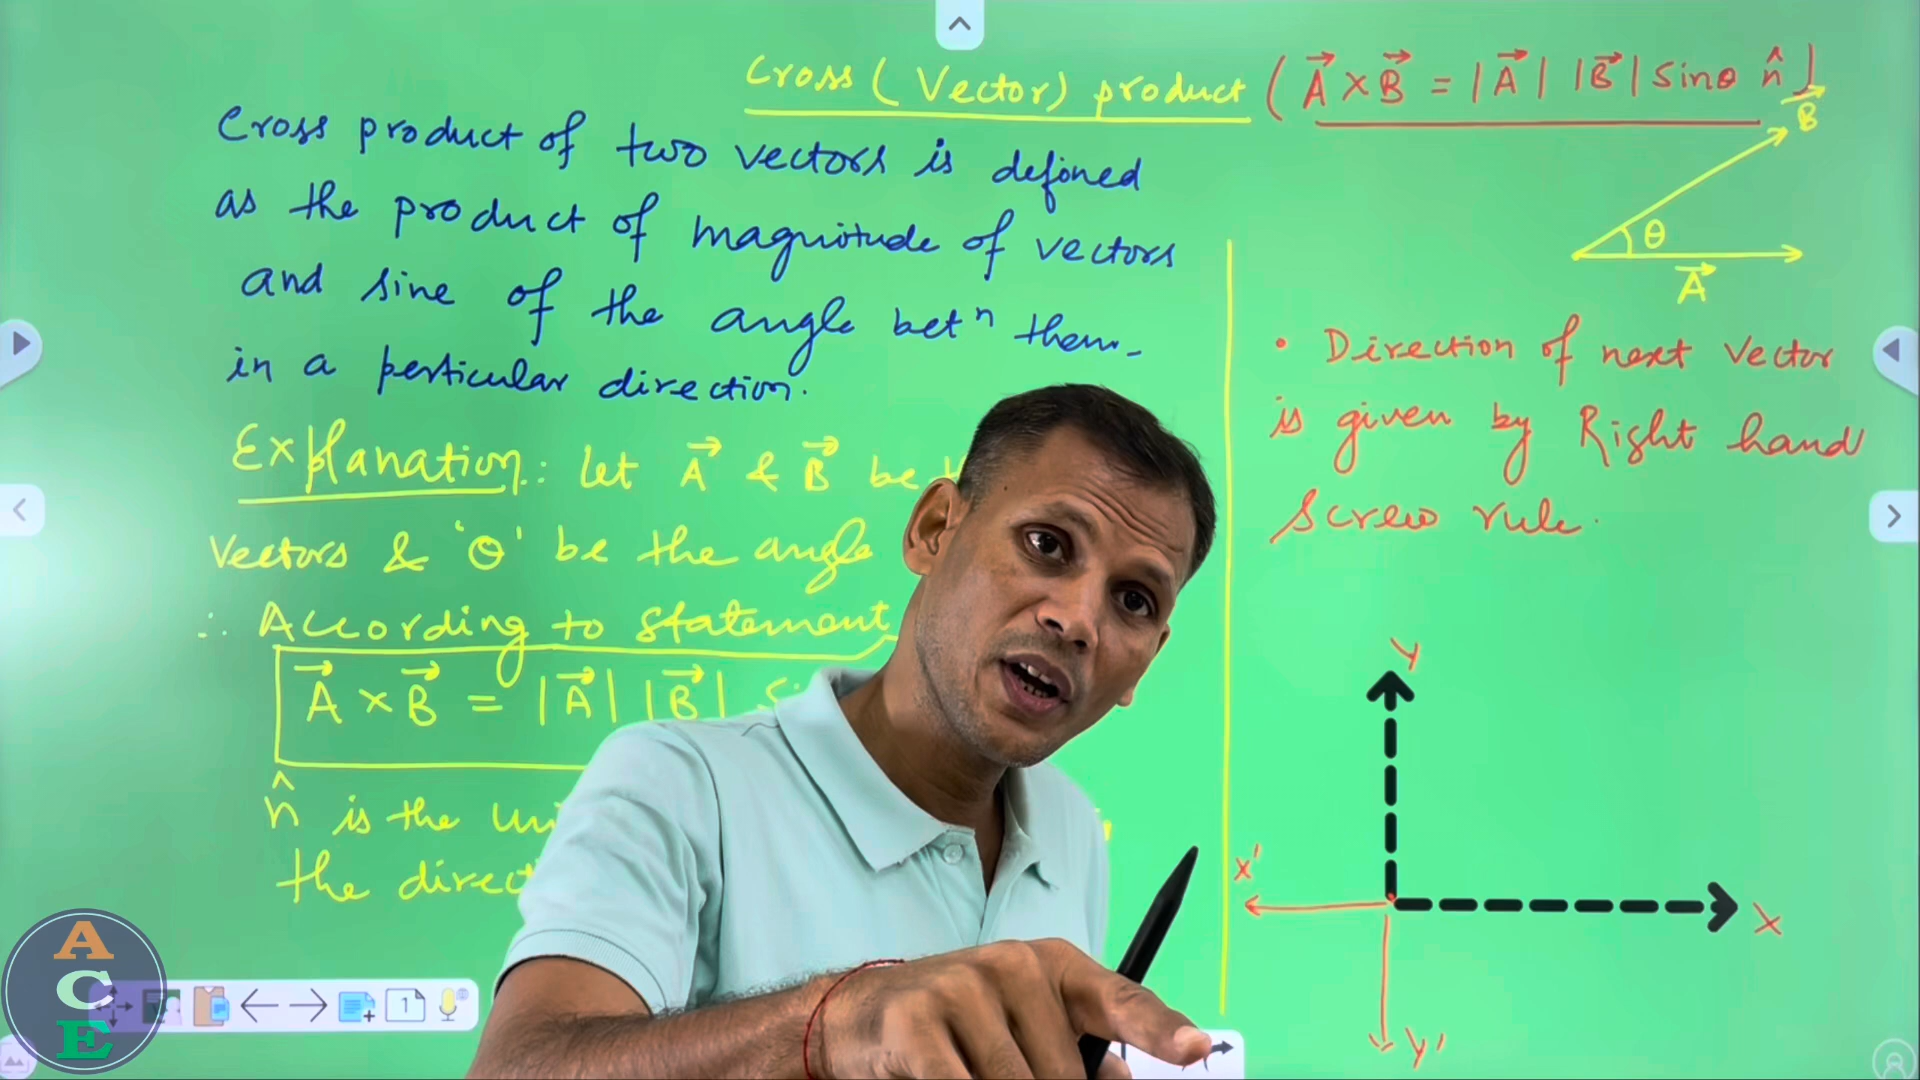 Cross (Vector) product ( A⃗ × B⃗ = |A⃗| |B⃗| sinθ n̂ )
Cross product of two vectors is defined
as the product of magnitude of vectors
and sine of the angle betⁿ them
in a perticular direction.
Explanation: let A⃗ & B⃗ be
vectors & 'θ' be the angle
∴ According to statement
A⃗ × B⃗ = |A⃗| |B⃗|
n̂ is the
the
B⃗
θ
A⃗
• Direction of next vector
is given by Right hand
screw rule.
Y
X'
X
Y'
A
C
E
1